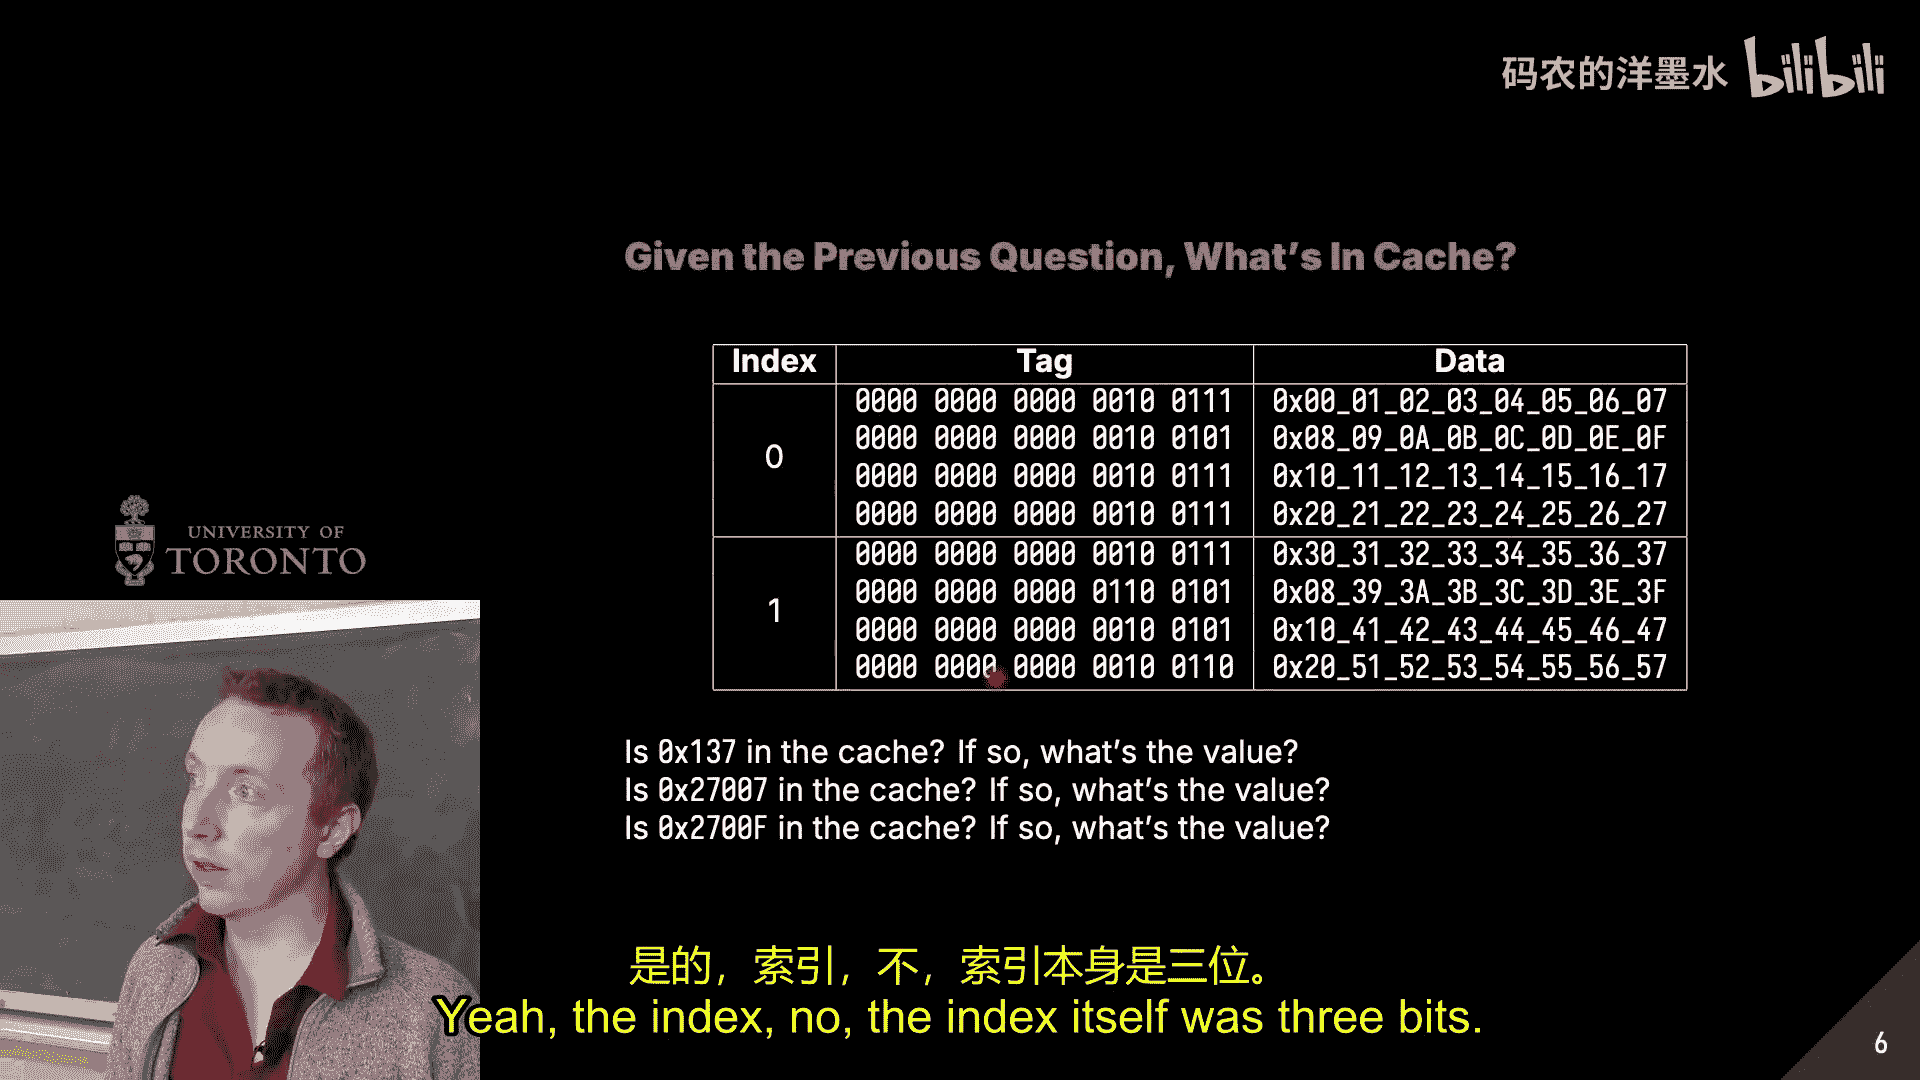 码农的洋墨水 bilibili
Given the Previous Question, What's In Cache?
Index Tag Data
0
0000 0000 0000 0010 0111 0x00_01_02_03_04_05_06_07
0000 0000 0000 0010 0101 0x08_09_0A_0B_0C_0D_0E_0F
0000 0000 0000 0010 0111 0x10_11_12_13_14_15_16_17
0000 0000 0000 0010 0111 0x20_21_22_23_24_25_26_27
1
0000 0000 0000 0010 0111 0x30_31_32_33_34_35_36_37
0000 0000 0000 0110 0101 0x08_39_3A_3B_3C_3D_3E_3F
0000 0000 0000 0010 0101 0x10_41_42_43_44_45_46_47
0000 0000 0000 0010 0110 0x20_51_52_53_54_55_56_57
UNIVERSITY OF
TORONTO
Is 0x137 in the cache? If so, what's the value?
Is 0x27007 in the cache? If so, what's the value?
Is 0x2700F in the cache? If so, what's the value?
是的，索引，不，索引本身是三位。
Yeah, the index, no, the index itself was three bits.
6